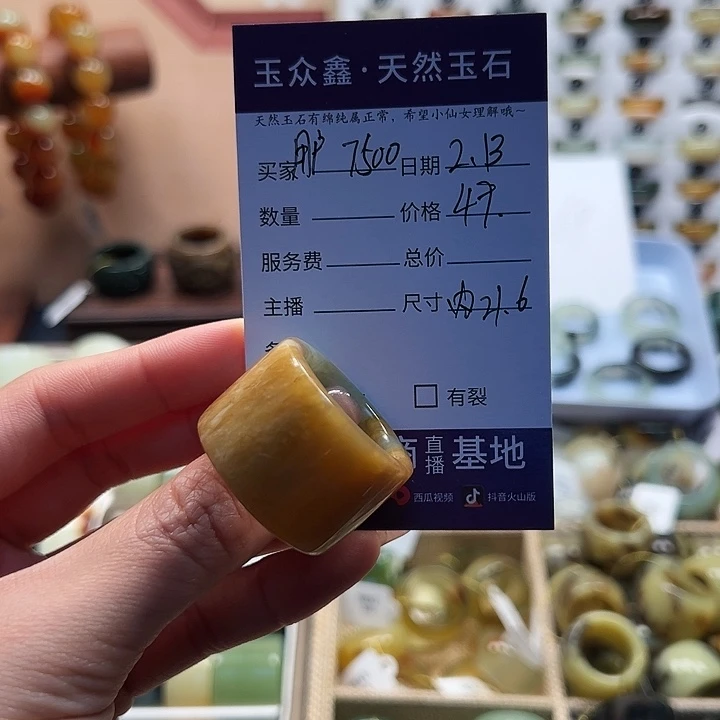 玉众鑫·天然玉石
天然玉石有绵纯属正常，希望小仙女理解哦~
买家 用户 7500 日期 2.13
数量 价格 49.
服务费 总价
主播 尺寸 内21.6
有裂
直播 基地
西瓜视频 抖音火山版